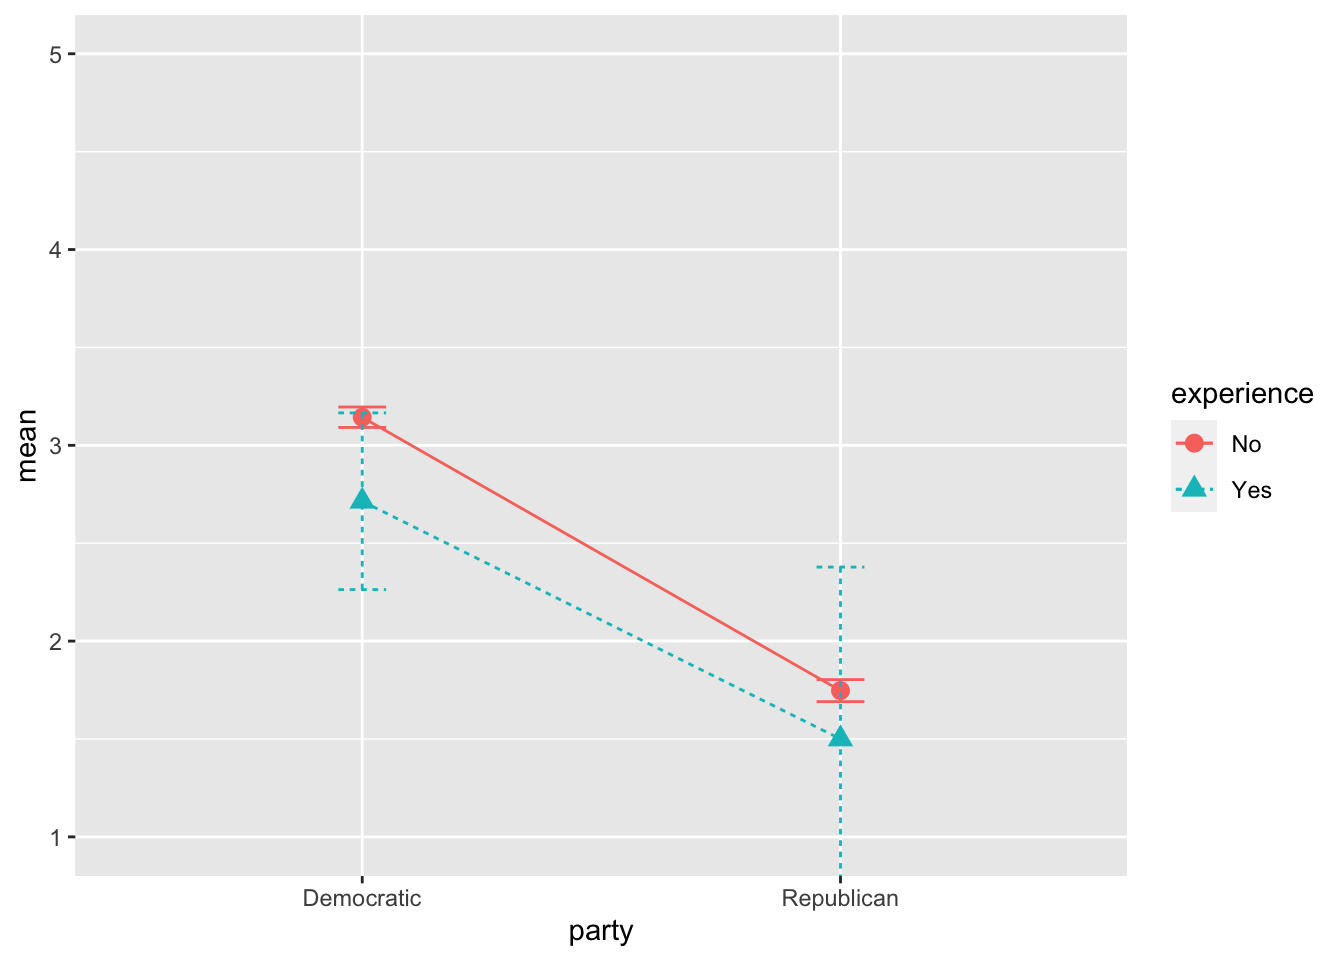 5
4
3
2
1
mean
Democratic
Republican
party
experience
No
Yes